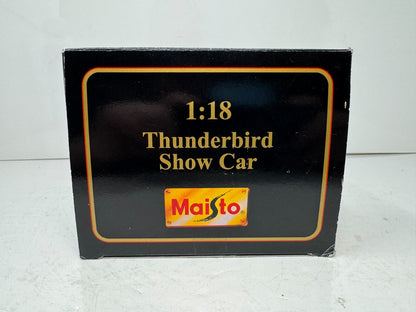 1:18
Thunderbird
Show Car
Maisto